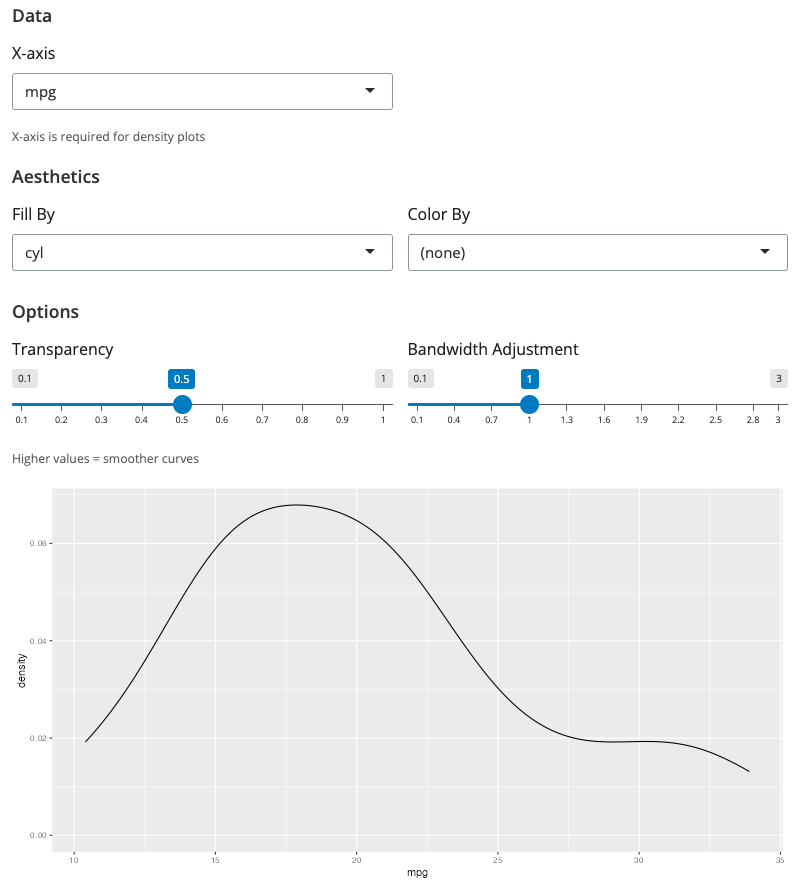 Data
X-axis
mpg
X-axis is required for density plots
Aesthetics
Fill By Color By
cyl (none)
Options
Transparency Bandwidth Adjustment
0.1 0.5 1 0.1 1 3
0.1 0.2 0.3 0.4 0.5 0.6 0.7 0.8 0.9 1 0.1 0.4 0.7 1 1.3 1.6 1.9 2.2 2.5 2.8 3
Higher values = smoother curves
0.06
0.04
density
0.02
0.00
10 15 20 25 30 35
mpg